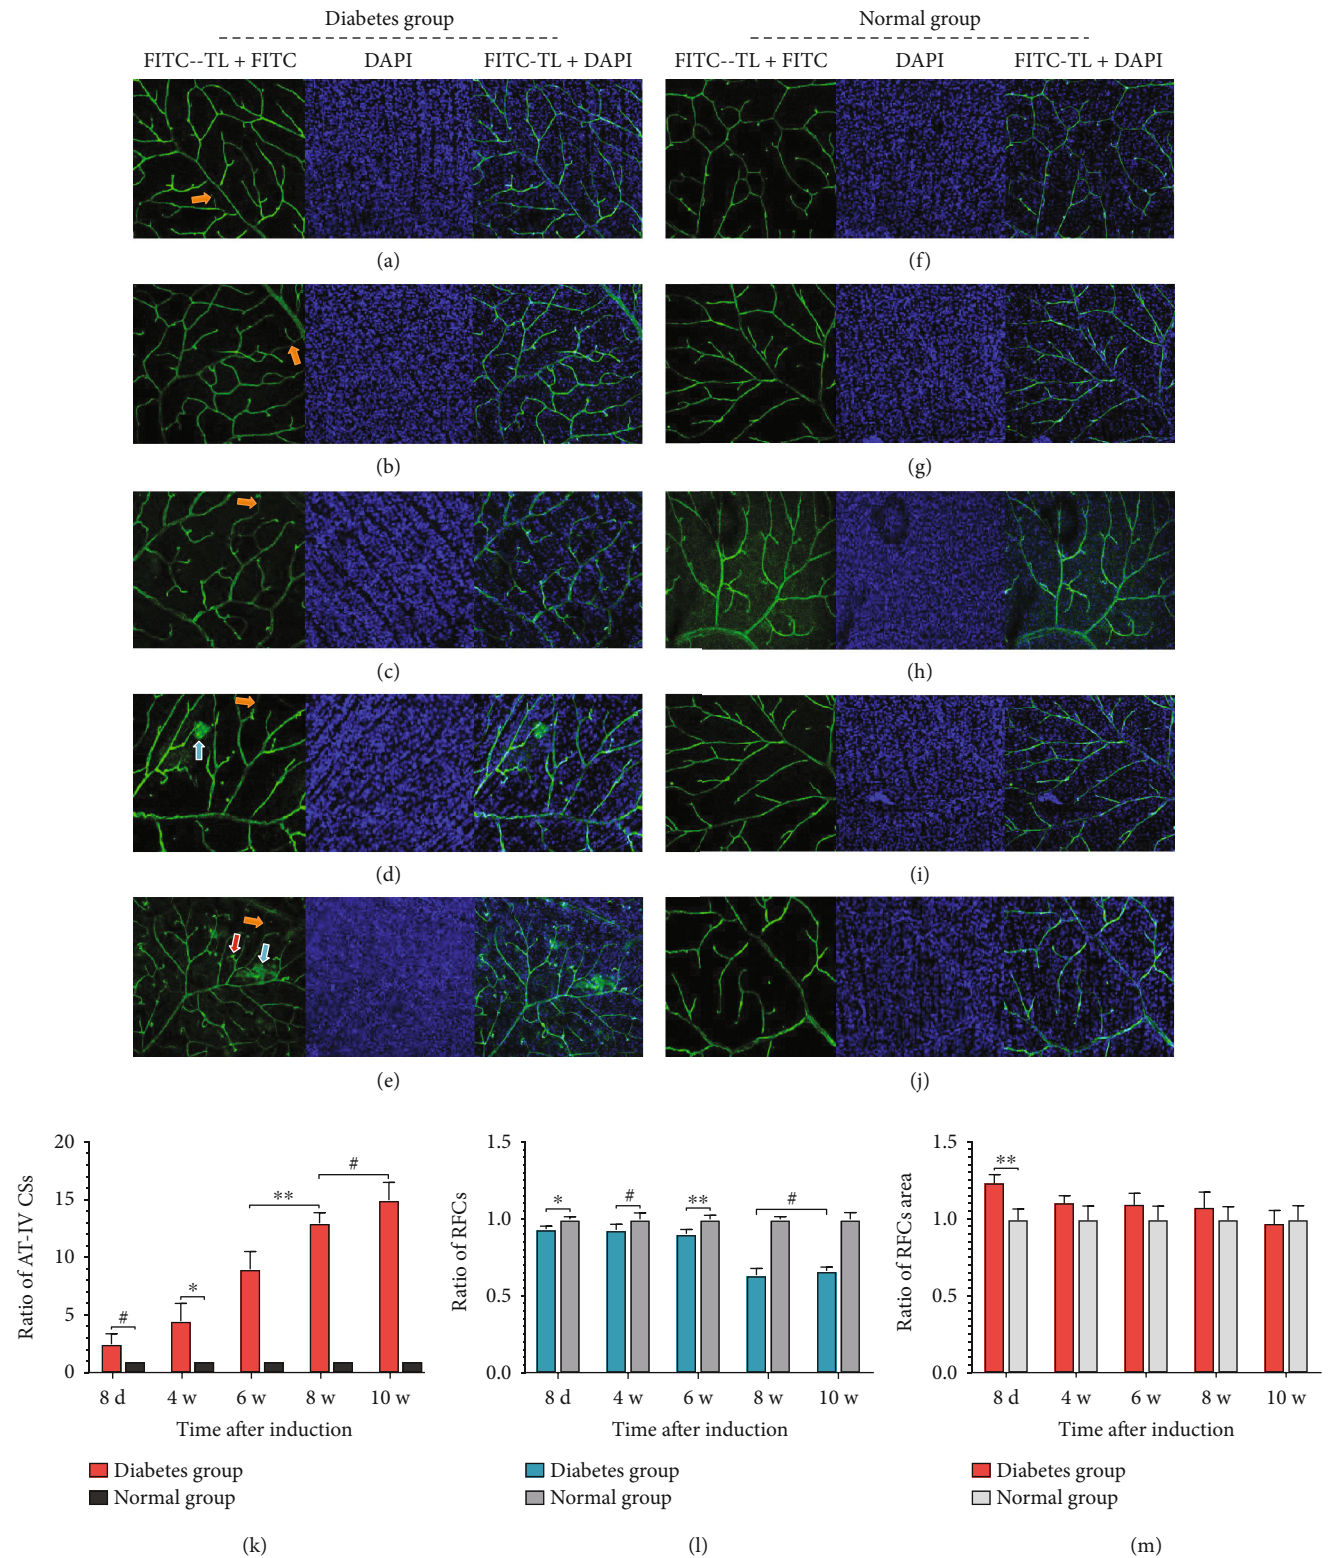 Diabetes group
Normal group
FITC--TL + FITC
DAPI
FITC-TL + DAPI
FITC--TL + FITC
DAPI
FITC-TL + DAPI
(a)
(f)
(b)
(g)
(c)
(h)
(d)
(i)
(e)
(j)
Ratio of AT-IV CSs
20
15
10
5
0
#
*
**
#
8 d
4 w
6 w
8 w
10 w
Time after induction
Diabetes group
Normal group
(k)
Ratio of RFCs
1.5
1.0
0.5
0.0
*
#
**
#
8 d
4 w
6 w
8 w
10 w
Time after induction
Diabetes group
Normal group
(l)
Ratio of RFCs area
1.5
1.0
0.5
0.0
**
8 d
4 w
6 w
8 w
10 w
Time after induction
Diabetes group
Normal group
(m)